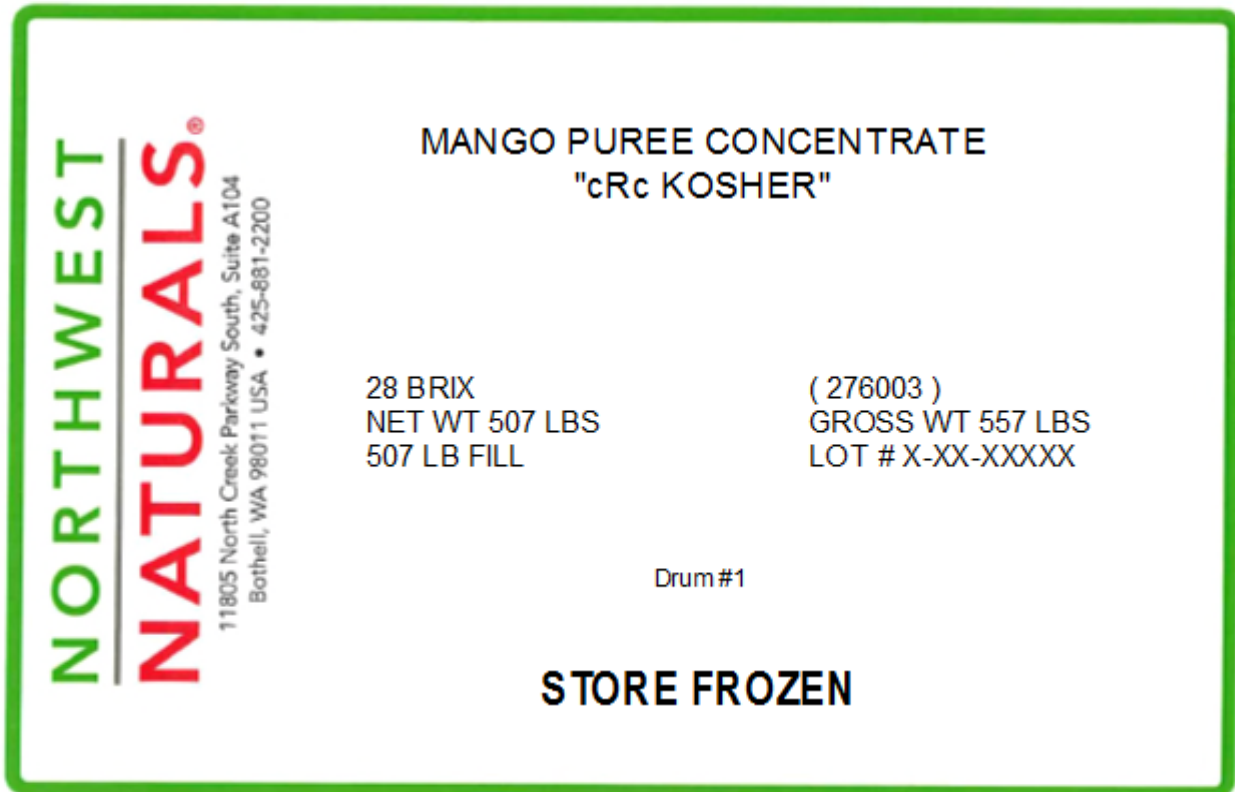 NORTHWEST
NATURALS®
11805 North Creek Parkway South, Suite A104
Bothell, WA 98011 USA • 425-881-2200
MANGO PUREE CONCENTRATE
"cRc KOSHER"
28 BRIX ( 276003 )
NET WT 507 LBS GROSS WT 557 LBS
507 LB FILL LOT # X-XX-XXXXX
Drum #1
STORE FROZEN